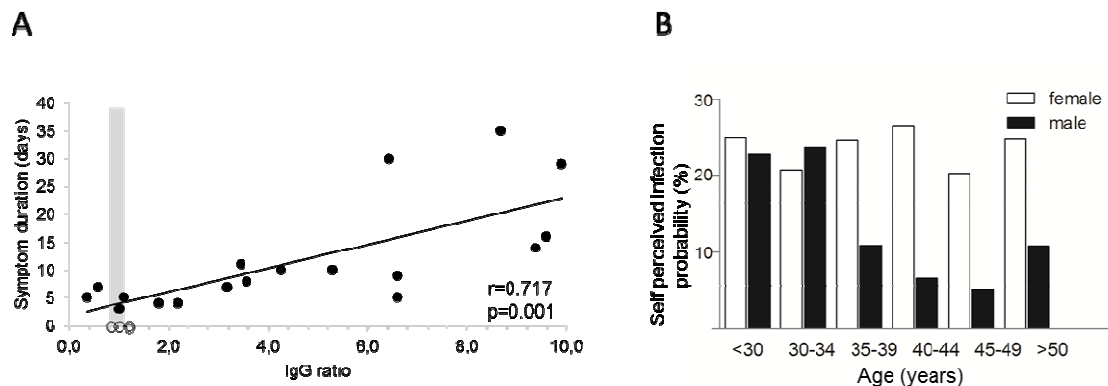 A
B
40
35
30
25
20
15
10
5
0
Symptom duration (days)
r=0.717
p=0.001
0,0
2,0
4,0
6,0
8,0
10,0
IgG ratio
30
20
10
Self perceived Infection
probability (%)
female
male
<30
30-34
35-39
40-44
45-49
>50
Age (years)